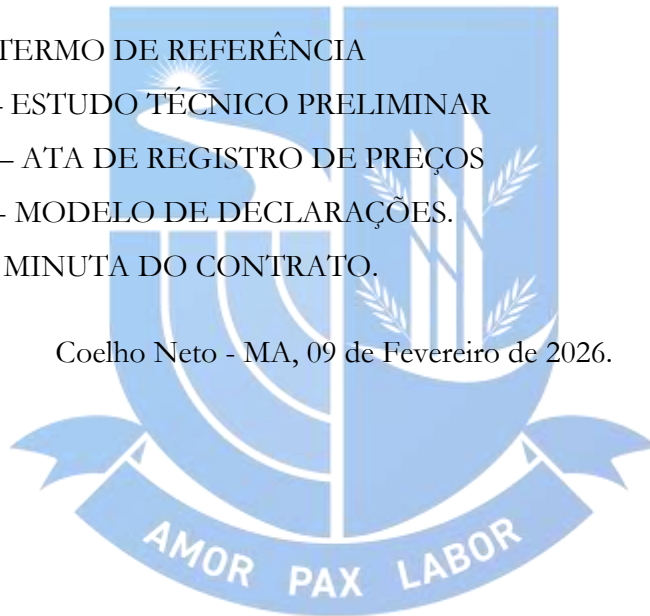 TERMO DE REFERÊNCIA
- ESTUDO TÉCNICO PRELIMINAR
– ATA DE REGISTRO DE PREÇOS
- MODELO DE DECLARAÇÕES.
MINUTA DO CONTRATO.
Coelho Neto - MA, 09 de Fevereiro de 2026.
AMOR PAX LABOR